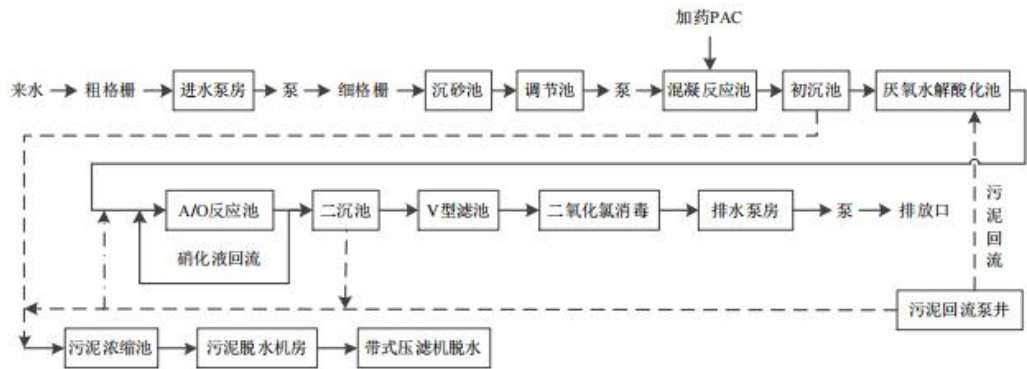 加药PAC
来水
粗格栅
进水泵房
泵
细格栅
沉砂池
调节池
泵
混凝反应池
初沉池
厌氧水解酸化池
A/O反应池
二沉池
V型滤池
二氧化氯消毒
排水泵房
泵
排放口
污泥回流
硝化液回流
污泥回流泵井
污泥浓缩池
污泥脱水机房
带式压滤机脱水